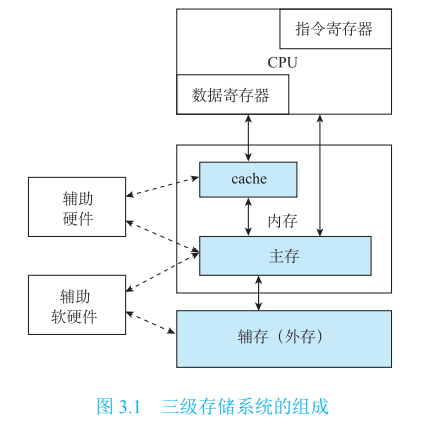 指令寄存器
CPU
数据寄存器
cache
辅助
硬件
内存
主存
辅助
软硬件
辅存（外存）
图 3.1 三级存储系统的组成